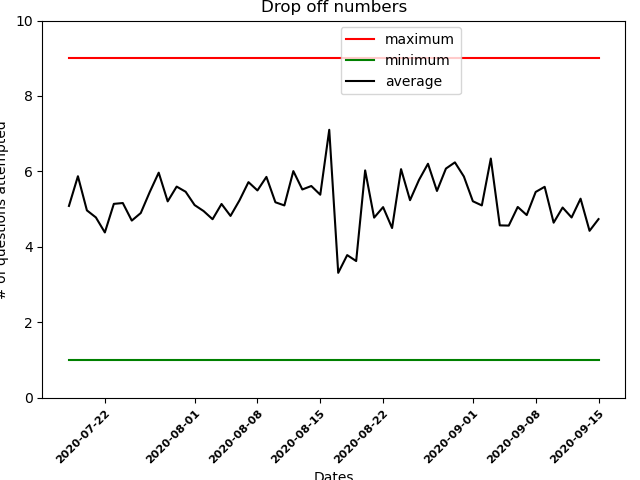 Drop off numbers
maximum
minimum
average
# of questions attempted
10
8
6
4
2
0
2020-07-22
2020-08-01
2020-08-08
2020-08-15
2020-08-22
2020-09-01
2020-09-08
2020-09-15
Dates